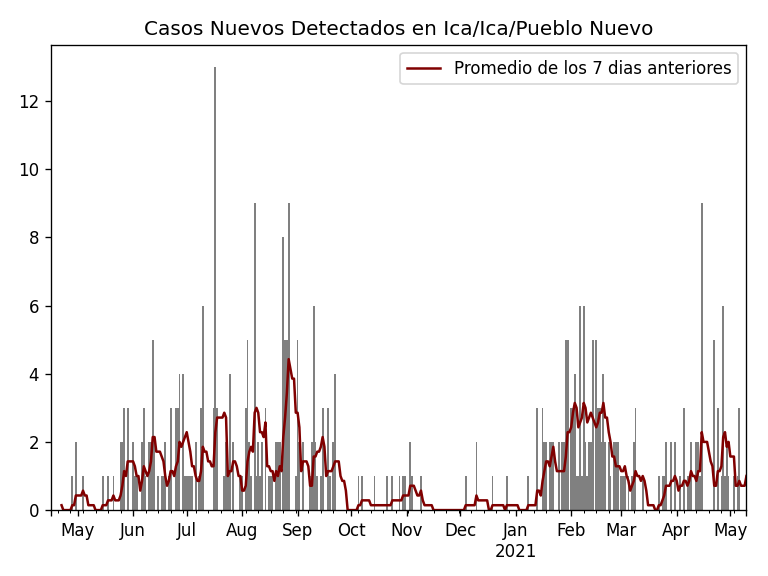 Casos Nuevos Detectados en Ica/Ica/Pueblo Nuevo
Promedio de los 7 dias anteriores
12
10
8
6
4
2
0
May Jun Jul Aug Sep Oct Nov Dec Jan Feb Mar Apr May
2021